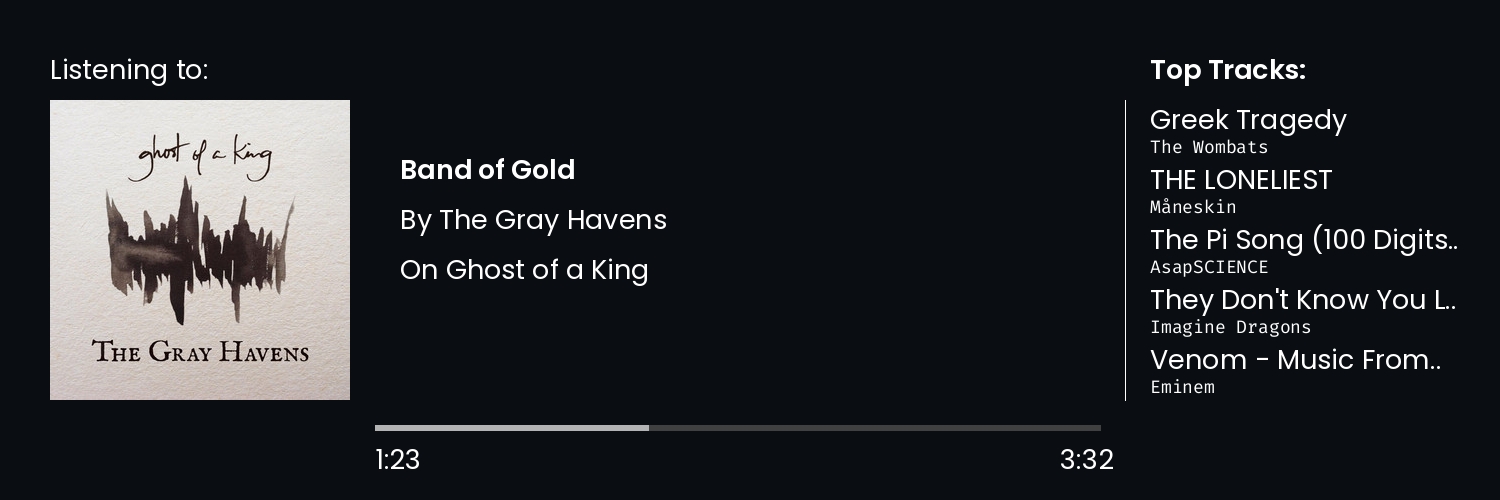 Listening to:
ghost of a king
THE GRAY HAVENS
Band of Gold
By The Gray Havens
On Ghost of a King
1:23
3:32
Top Tracks:
Greek Tragedy
The Wombats
THE LONELIEST
Måneskin
The Pi Song (100 Digits..
AsapSCIENCE
They Don't Know You L..
Imagine Dragons
Venom - Music From..
Eminem